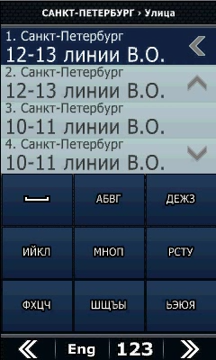 САНКТ-ПЕТЕРБУРГ › Улица
1. Санкт-Петербург
12-13 линии В.О.
2. Санкт-Петербург
12-13 линии В.О.
3. Санкт-Петербург
10-11 линии В.О.
4. Санкт-Петербург
10-11 линии В.О.
АБВГ ДЕЖЗ
ИЙКЛ МНОП РСТУ
ФХЦЧ ШЩЪЫ ЬЭЮЯ
Eng 123